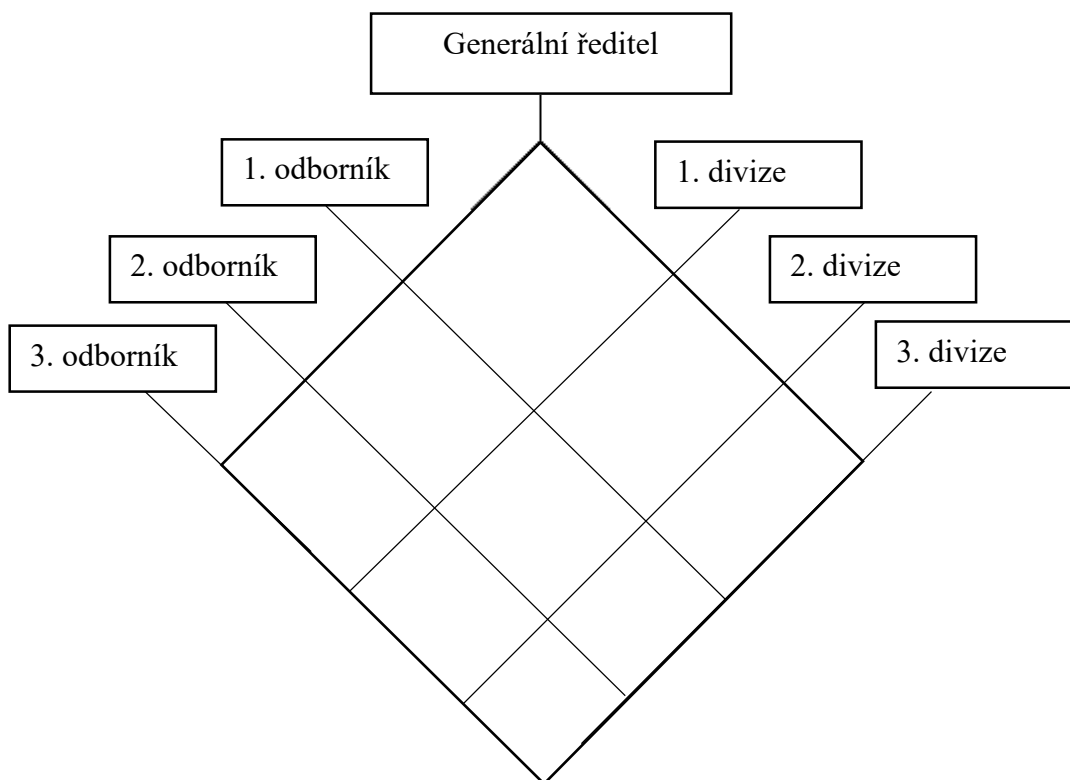 Generální ředitel
1. odborník
1. divize
2. odborník
2. divize
3. odborník
3. divize